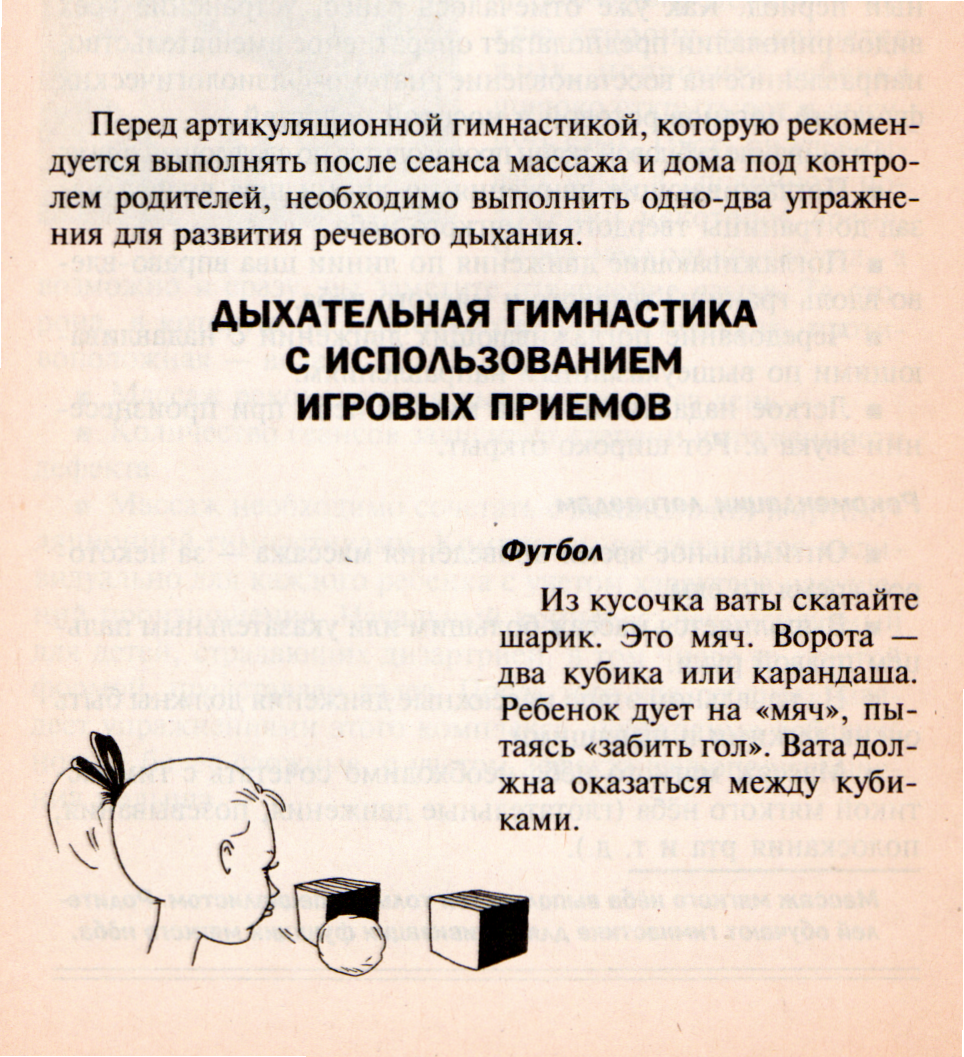 Перед артикуляционной гимнастикой, которую рекомен-
дуется выполнять после сеанса массажа и дома под контро-
лем родителей, необходимо выполнить одно-два упражне-
ния для развития речевого дыхания.
ДЫХАТЕЛЬНАЯ ГИМНАСТИКА
С ИСПОЛЬЗОВАНИЕМ
ИГРОВЫХ ПРИЕМОВ
Футбол
Из кусочка ваты скатайте
шарик. Это мяч. Ворота —
два кубика или карандаша.
Ребенок дует на «мяч», пы-
таясь «забить гол». Вата дол-
жна оказаться между куби-
ками.